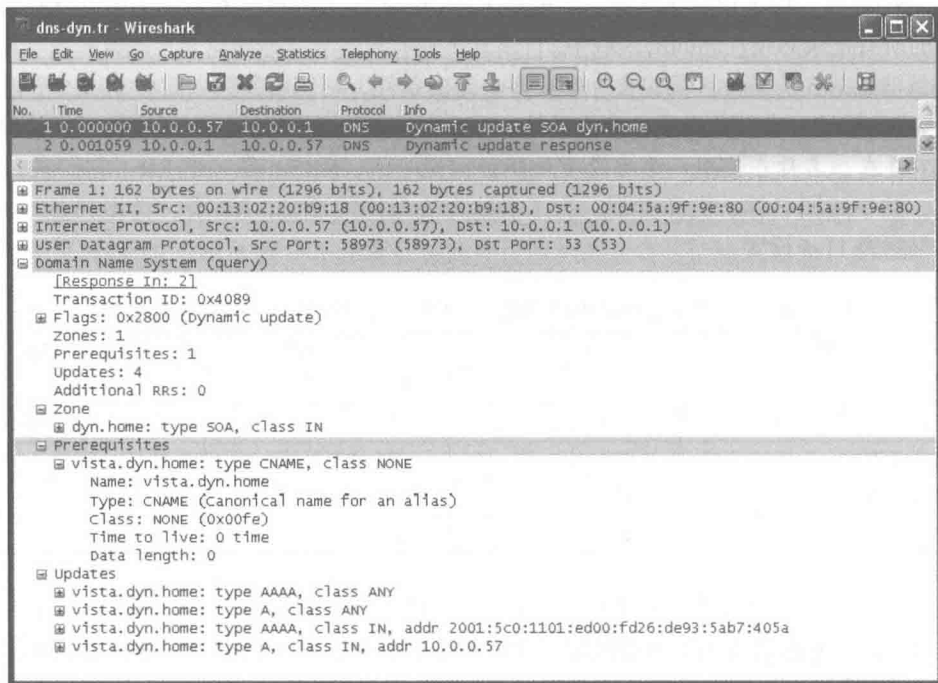 dns-dyn.tr - Wireshark
File Edit View Go Capture Analyze Statistics Telephony Tools Help
No. Time Source Destination Protocol Info
1 0.000000 10.0.0.57 10.0.0.1 DNS Dynamic update SOA dyn.home
2 0.001059 10.0.0.1 10.0.0.57 DNS Dynamic update response
Frame 1: 162 bytes on wire (1296 bits), 162 bytes captured (1296 bits)
Ethernet II, Src: 00:13:02:20:b9:18 (00:13:02:20:b9:18), Dst: 00:04:5a:9f:9e:80 (00:04:5a:9f:9e:80)
Internet Protocol, Src: 10.0.0.57 (10.0.0.57), Dst: 10.0.0.1 (10.0.0.1)
User Datagram Protocol, Src Port: 58973 (58973), Dst Port: 53 (53)
Domain Name System (query)
[Response In: 2]
Transaction ID: 0x4089
Flags: 0x2800 (Dynamic update)
Zones: 1
Prerequisites: 1
Updates: 4
Additional RRs: 0
Zone
dyn.home: type SOA, class IN
Prerequisites
vista.dyn.home: type CNAME, class NONE
Name: vista.dyn.home
Type: CNAME (Canonical name for an alias)
Class: NONE (0x00fe)
Time to live: 0 time
Data length: 0
Updates
vista.dyn.home: type AAAA, class ANY
vista.dyn.home: type A, class ANY
vista.dyn.home: type AAAA, class IN, addr 2001:5c0:1101:ed00:fd26:de93:5ab7:405a
vista.dyn.home: type A, class IN, addr 10.0.0.57